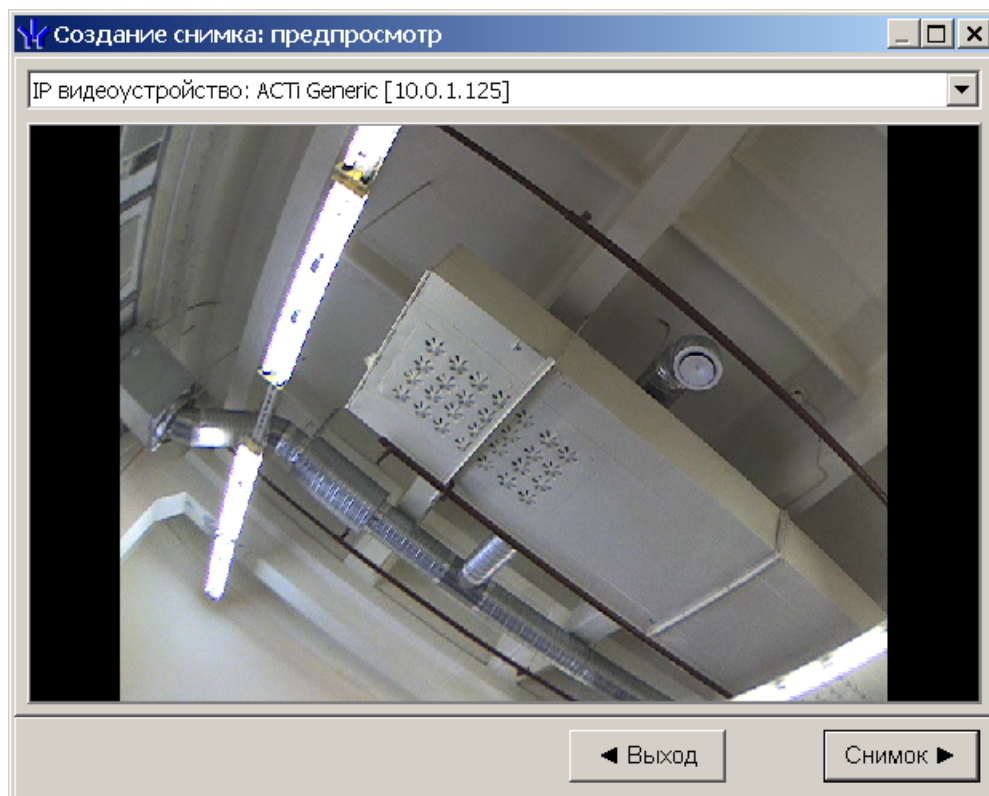 Создание снимка: предпросмотр
IP видеоустройство: ACTi Generic [10.0.1.125]
Выход
Снимок